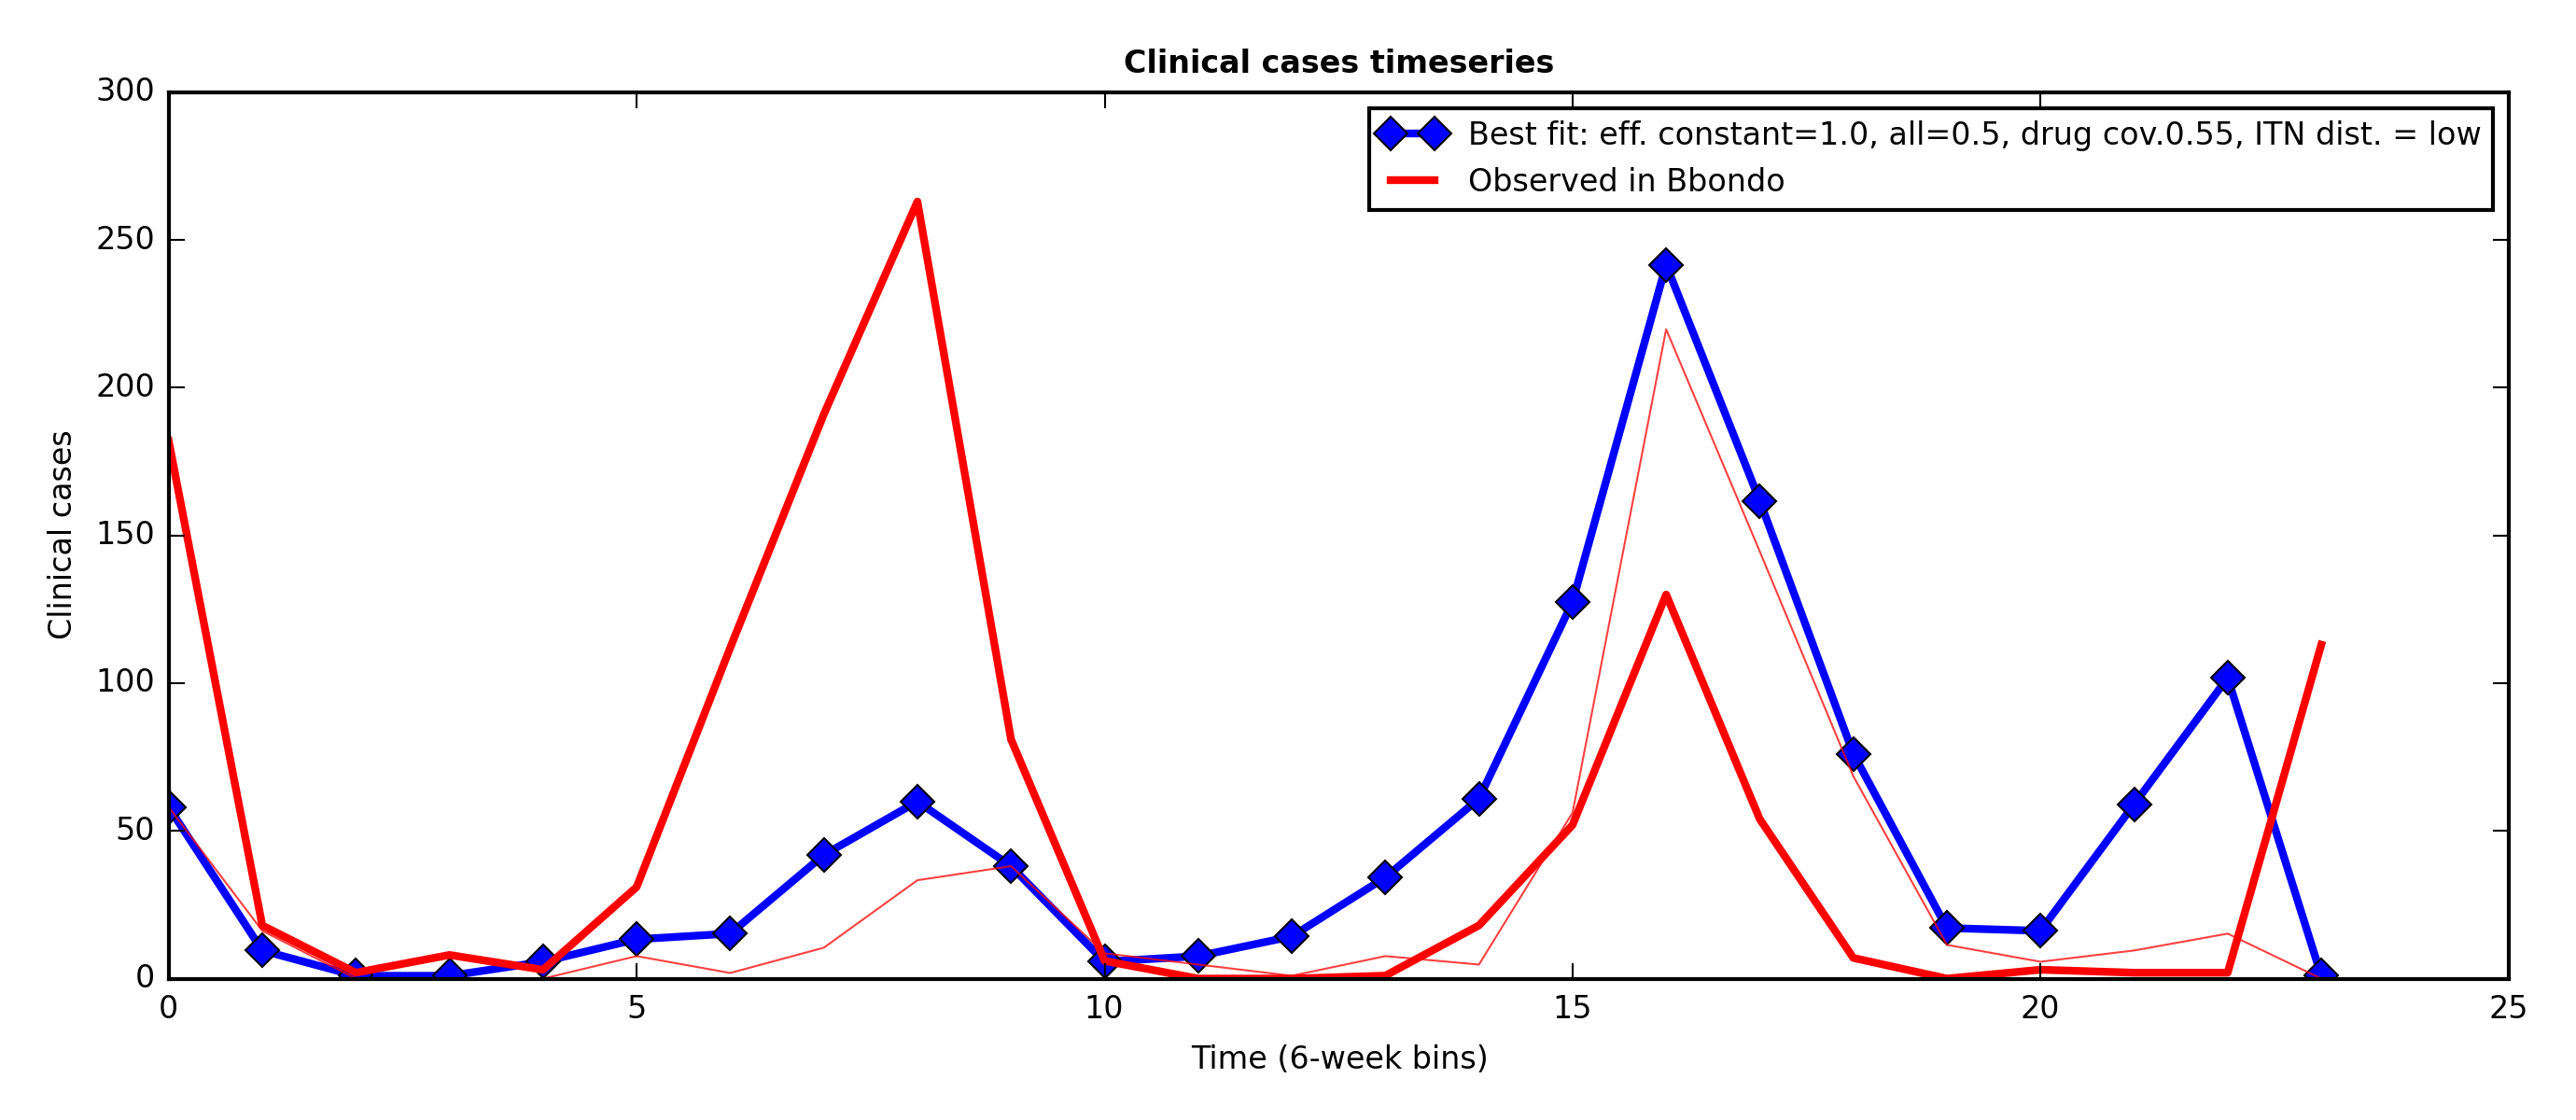 Clinical cases timeseries
300
250
200
150
100
50
0
Clinical cases
Best fit: eff. constant=1.0, all=0.5, drug cov.0.55, ITN dist. = low
Observed in Bbondo
0 5 10 15 20 25
Time (6-week bins)